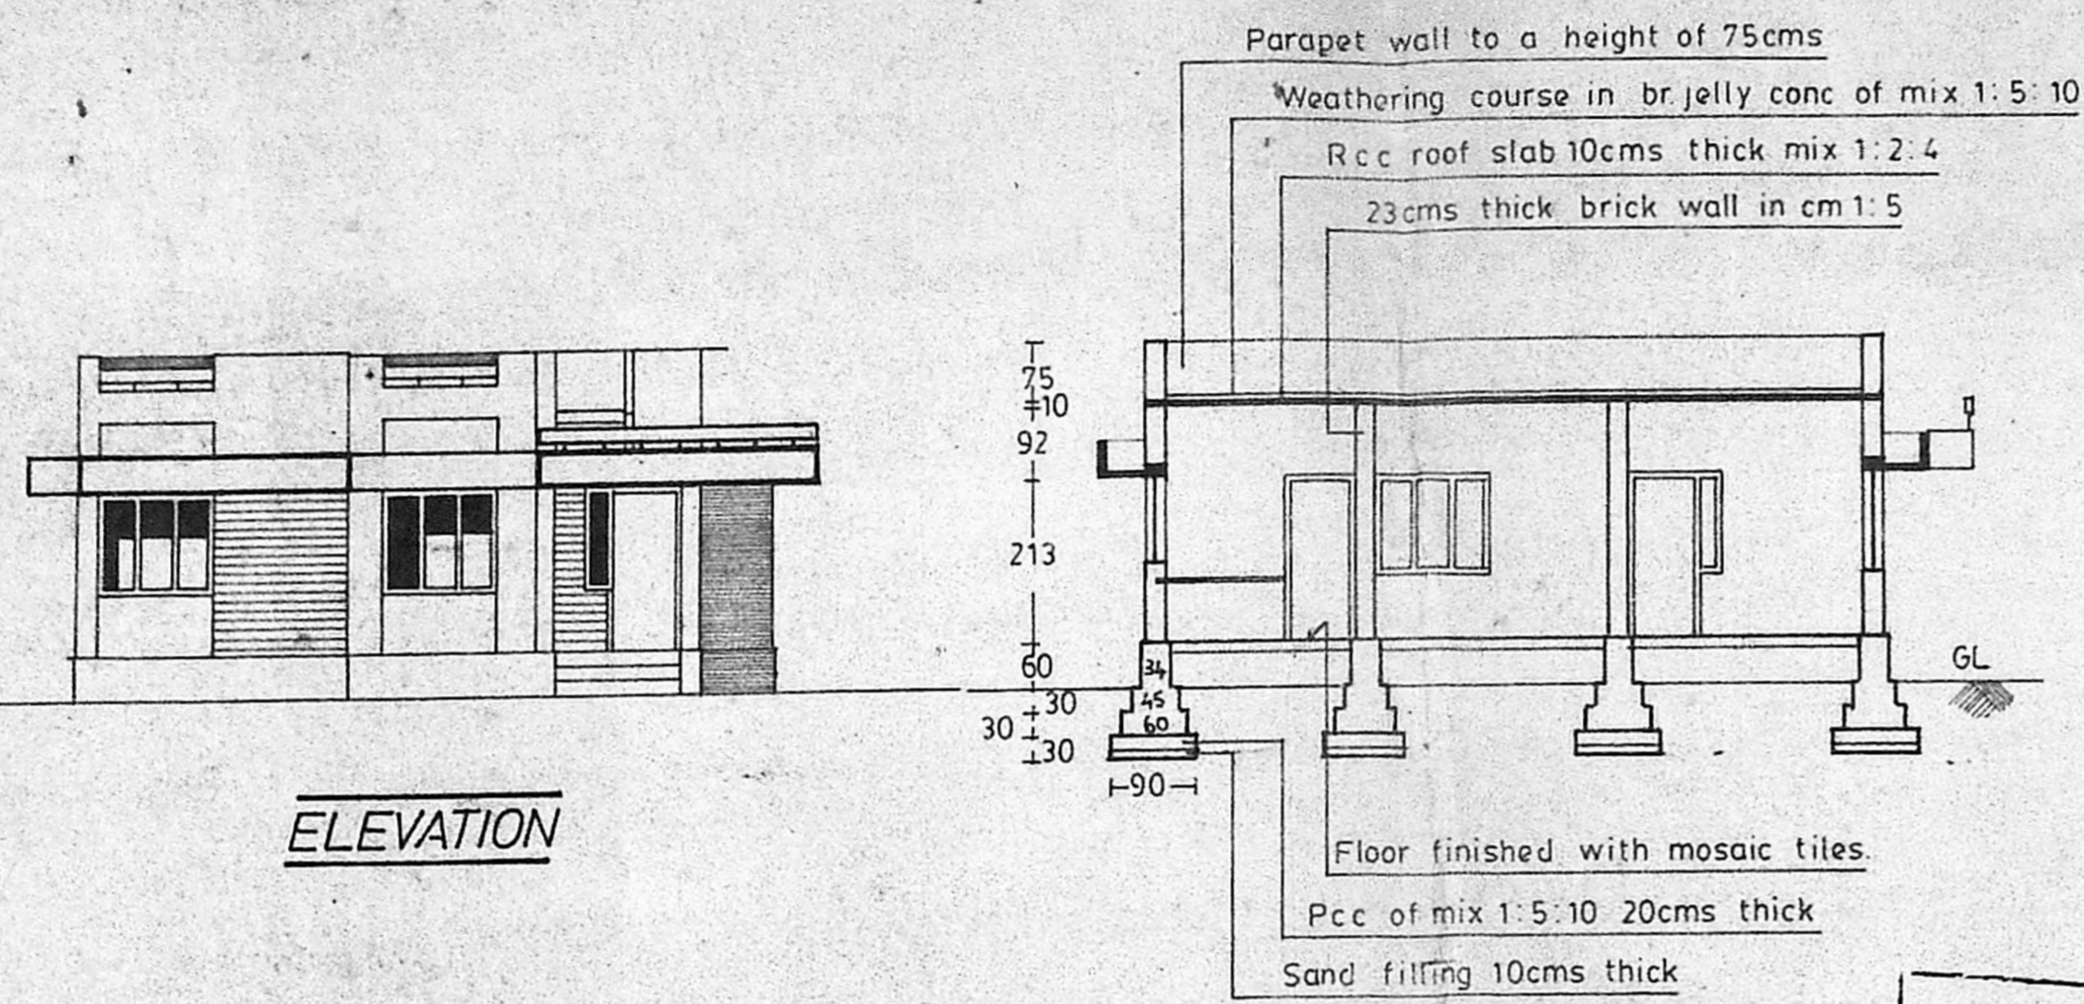 Parapet wall to a height of 75cms
Weathering course in br. jelly conc of mix 1:5:10
Rcc roof slab 10cms thick mix 1:2:4
23cms thick brick wall in cm 1:5
75
10
92
213
60
30
30
30
34
45
60
90
GL
ELEVATION
Floor finished with mosaic tiles.
Pcc of mix 1:5:10 20cms thick
Sand filling 10cms thick